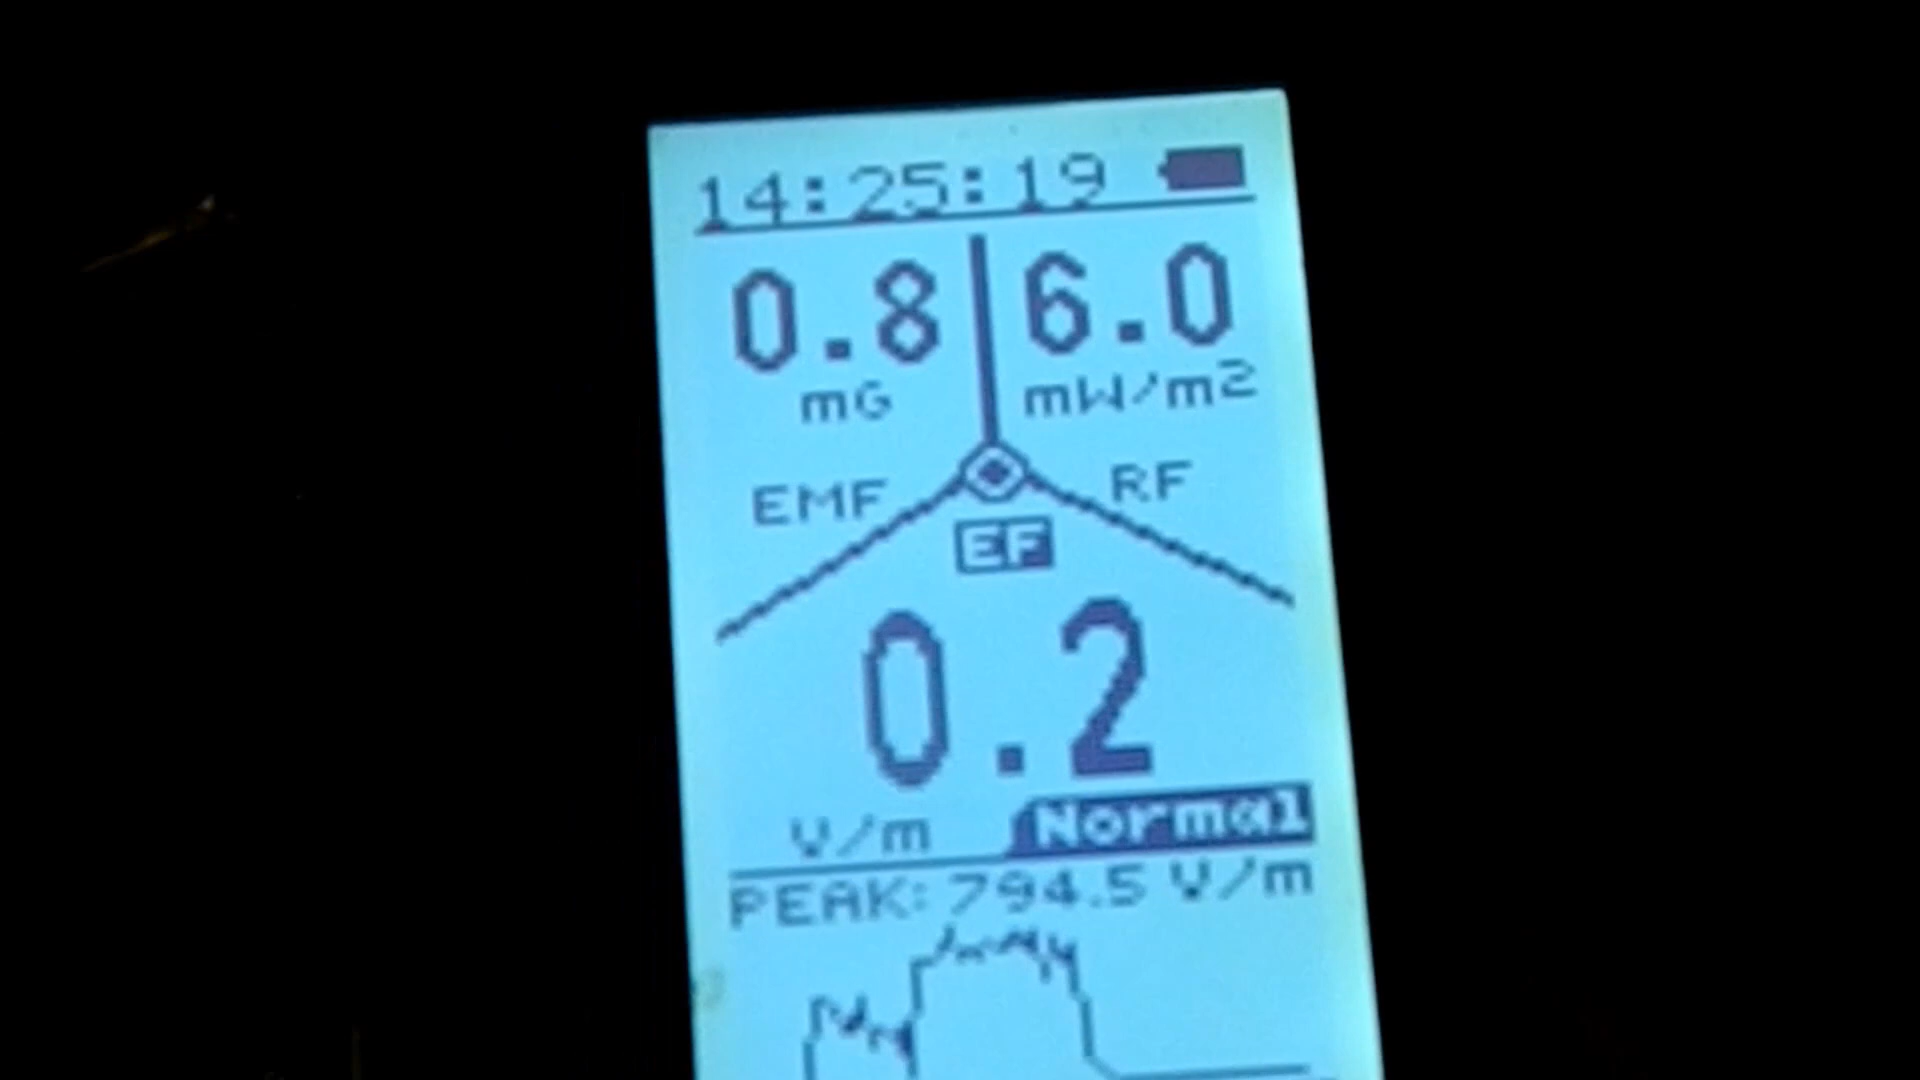 14:25:19
0.8 6.0
mG mW/m2
EMF RF
EF
0.2
V/m Normal
PEAK: 794.5 V/m